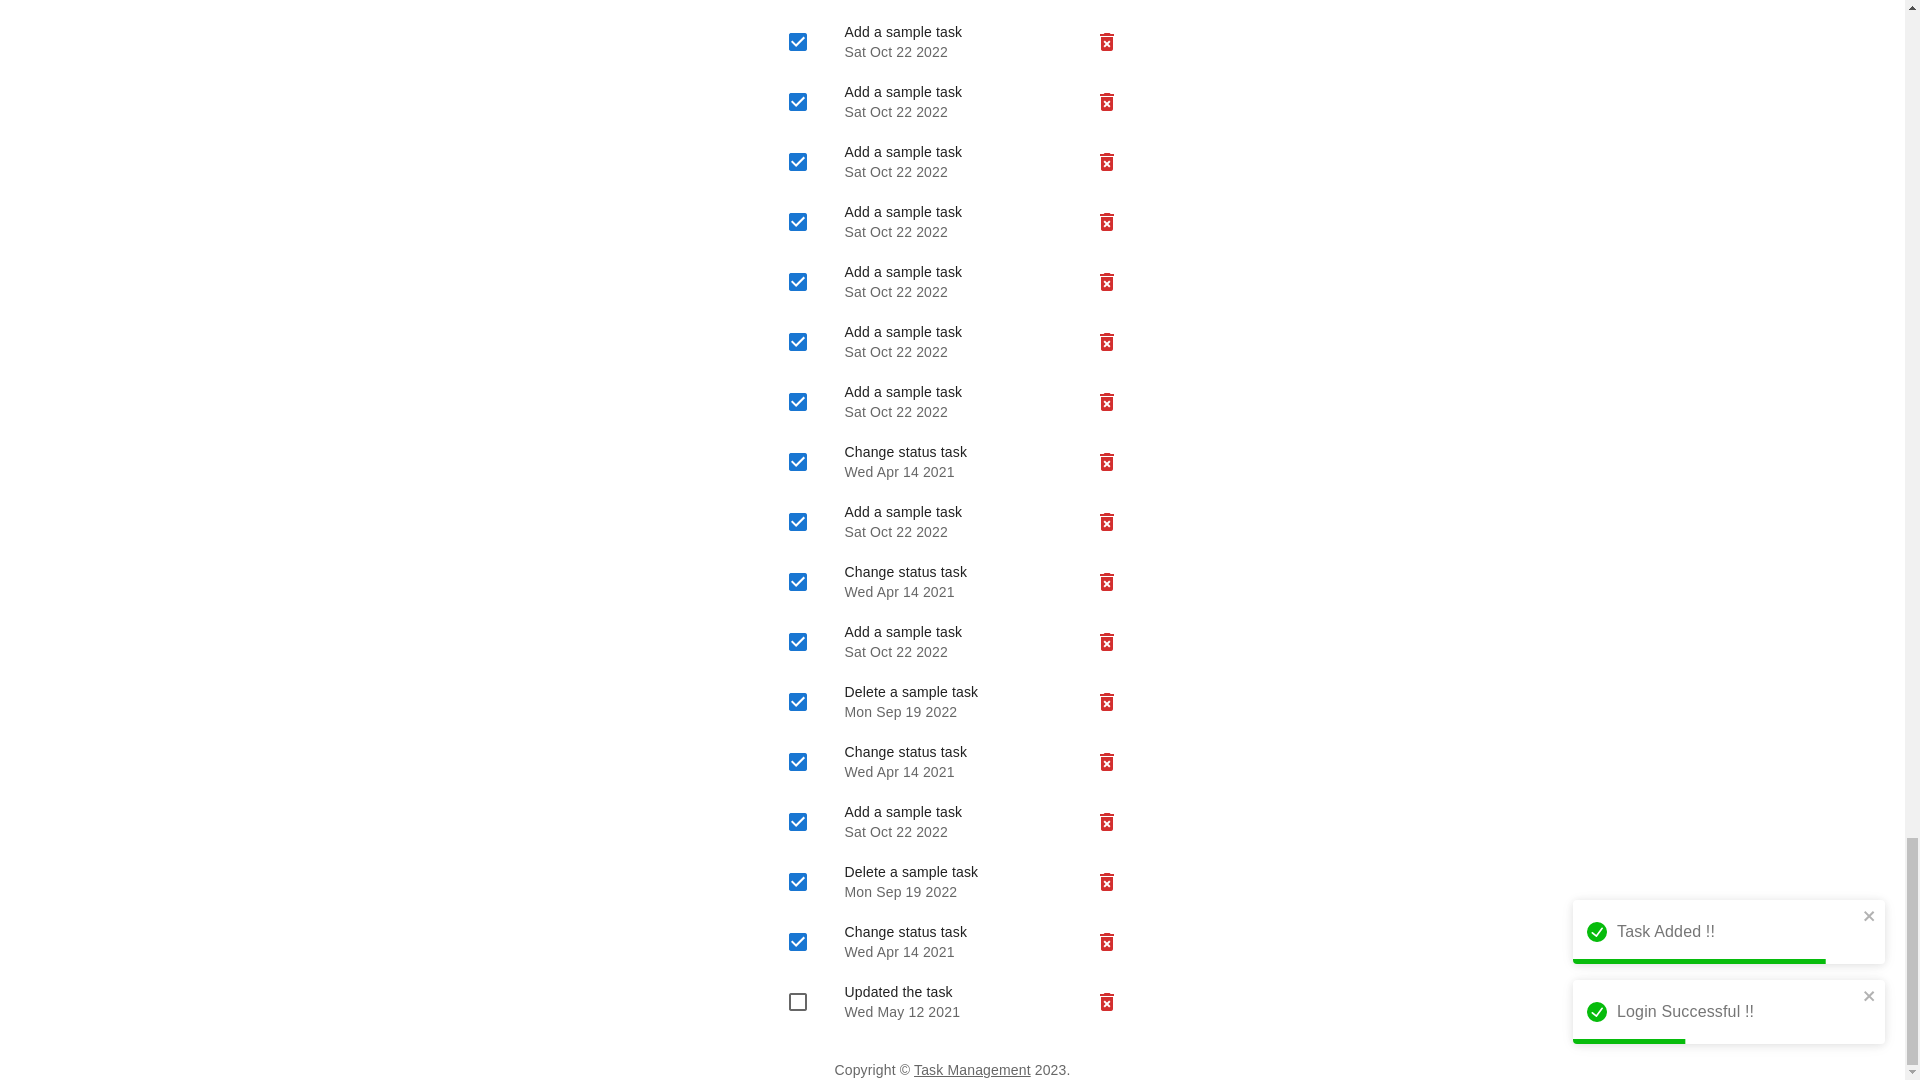 Add a sample task
Sat Oct 22 2022
Add a sample task
Sat Oct 22 2022
Add a sample task
Sat Oct 22 2022
Add a sample task
Sat Oct 22 2022
Add a sample task
Sat Oct 22 2022
Add a sample task
Sat Oct 22 2022
Add a sample task
Sat Oct 22 2022
Change status task
Wed Apr 14 2021
Add a sample task
Sat Oct 22 2022
Change status task
Wed Apr 14 2021
Add a sample task
Sat Oct 22 2022
Delete a sample task
Mon Sep 19 2022
Change status task
Wed Apr 14 2021
Add a sample task
Sat Oct 22 2022
Delete a sample task
Mon Sep 19 2022
Change status task
Wed Apr 14 2021
Updated the task
Wed May 12 2021
Task Added !!
Login Successful !!
Copyright © Task Management 2023.